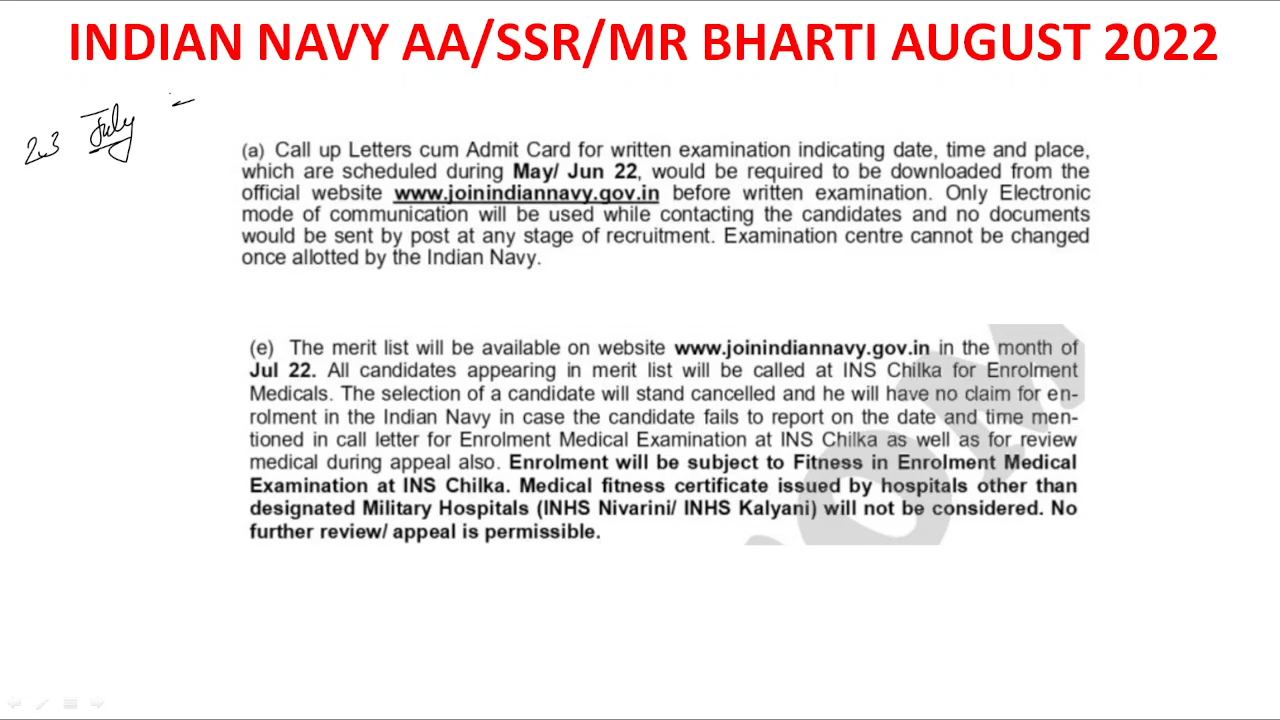 INDIAN NAVY AA/SSR/MR BHARTI AUGUST 2022
23 July
(a) Call up Letters cum Admit Card for written examination indicating date, time and place,
which are scheduled during May/ Jun 22, would be required to be downloaded from the
official website www.joinindiannavy.gov.in before written examination. Only Electronic
mode of communication will be used while contacting the candidates and no documents
would be sent by post at any stage of recruitment. Examination centre cannot be changed
once allotted by the Indian Navy.
(e) The merit list will be available on website www.joinindiannavy.gov.in in the month of
Jul 22. All candidates appearing in merit list will be called at INS Chilka for Enrolment
Medicals. The selection of a candidate will stand cancelled and he will have no claim for en-
rolment in the Indian Navy in case the candidate fails to report on the date and time men-
tioned in call letter for Enrolment Medical Examination at INS Chilka as well as for review
medical during appeal also. Enrolment will be subject to Fitness in Enrolment Medical
Examination at INS Chilka. Medical fitness certificate issued by hospitals other than
designated Military Hospitals (INHS Nivarini/ INHS Kalyani) will not be considered. No
further review/ appeal is permissible.